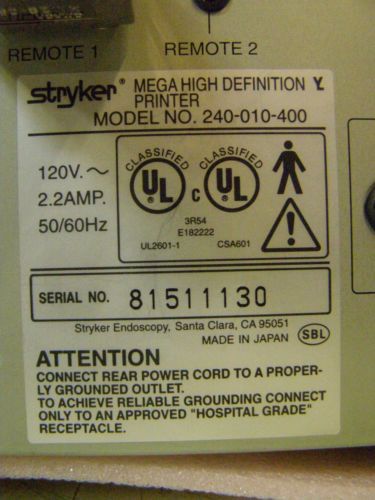 REMOTE 1
REMOTE 2
stryker® MEGA HIGH DEFINITION Y
PRINTER
MODEL NO. 240-010-400
120V.~
2.2AMP.
50/60Hz
CLASSIFIED
UL
C
CLASSIFIED
UL
3R54
E182222
UL2601-1
CSA601
SERIAL NO. 81511130
Stryker Endoscopy, Santa Clara, CA 95051
MADE IN JAPAN SBL
ATTENTION
CONNECT REAR POWER CORD TO A PROPER-
LY GROUNDED OUTLET.
TO ACHIEVE RELIABLE GROUNDING CONNECT
ONLY TO AN APPROVED "HOSPITAL GRADE"
RECEPTACLE.